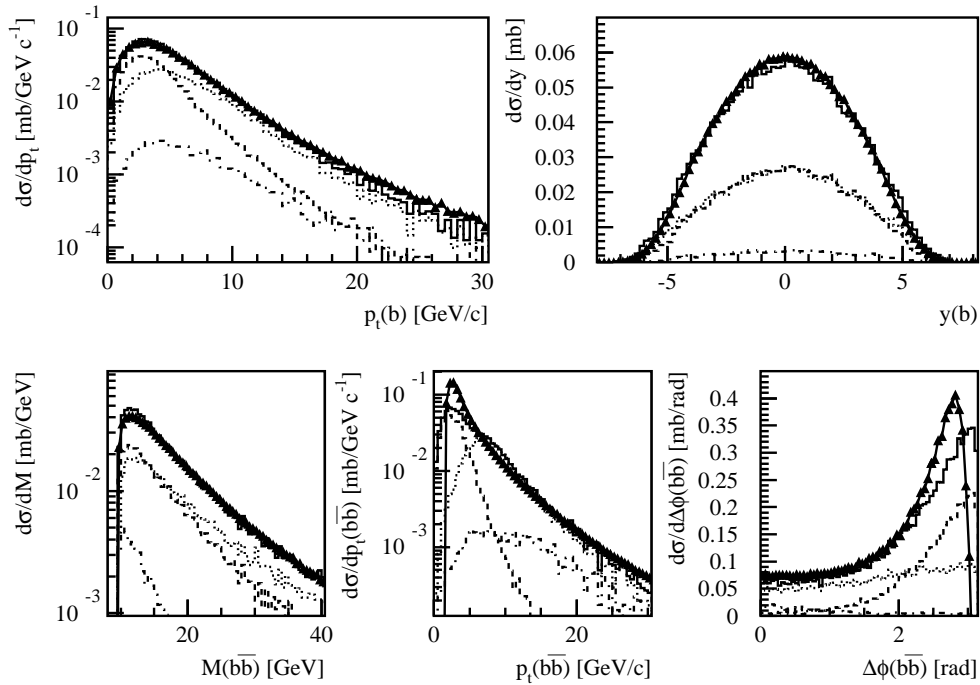 dσ/dpt [mb/GeV c-1]
10-1
10-2
10-3
10-4
0 10 20 30
pt(b) [GeV/c]
dσ/dy [mb]
0.06
0.05
0.04
0.03
0.02
0.01
0
-5 0 5
y(b)
dσ/dM [mb/GeV]
10-2
10-3
20 40
M(bb̅) [GeV]
dσ/dpt(bb̅) [mb/GeV c-1]
10-1
10-2
10-3
0 20
pt(bb̅) [GeV/c]
dσ/dΔϕ(bb̅) [mb/rad]
0.4
0.35
0.3
0.25
0.2
0.15
0.1
0.05
0
0 2
Δϕ(bb̅) [rad]